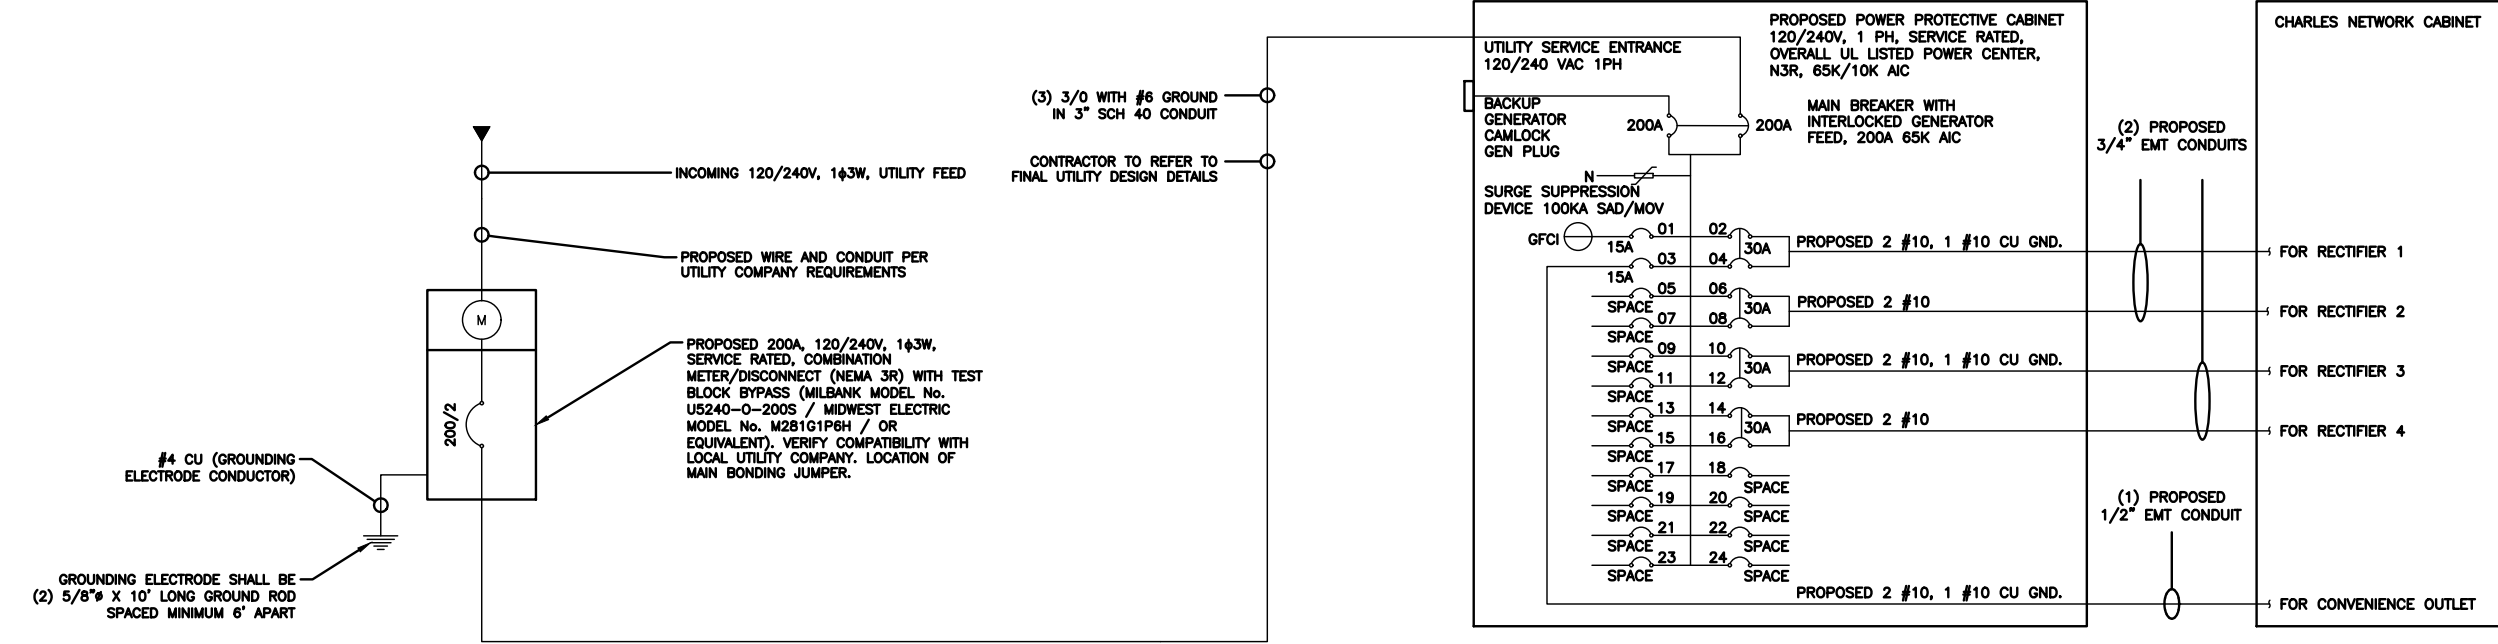 INCOMING 120/240V, 1ϕ3W, UTILITY FEED
PROPOSED WIRE AND CONDUIT PER
UTILITY COMPANY REQUIREMENTS
M
200/2
PROPOSED 200A, 120/240V, 1ϕ3W,
SERVICE RATED, COMBINATION
METER/DISCONNECT (NEMA 3R) WITH TEST
BLOCK BYPASS (MILBANK MODEL No.
U5240-O-200S / MIDWEST ELECTRIC
MODEL No. M281G1P6H / OR
EQUIVALENT). VERIFY COMPATIBILITY WITH
LOCAL UTILITY COMPANY. LOCATION OF
MAIN BONDING JUMPER.
#4 CU (GROUNDING
ELECTRODE CONDUCTOR)
GROUNDING ELECTRODE SHALL BE
(2) 5/8"ø X 10' LONG GROUND ROD
SPACED MINIMUM 6' APART
(3) 3/0 WITH #6 GROUND
IN 3" SCH 40 CONDUIT
CONTRACTOR TO REFER TO
FINAL UTILITY DESIGN DETAILS
UTILITY SERVICE ENTRANCE
120/240 VAC 1PH
PROPOSED POWER PROTECTIVE CABINET
120/240V, 1 PH, SERVICE RATED,
OVERALL UL LISTED POWER CENTER,
N3R, 65K/10K AIC
BACKUP
GENERATOR
CAMLOCK
GEN PLUG
200A
200A
MAIN BREAKER WITH
INTERLOCKED GENERATOR
FEED, 200A 65K AIC
N
SURGE SUPPRESSION
DEVICE 100KA SAD/MOV
GFCI
15A
01
02
30A
PROPOSED 2 #10, 1 #10 CU GND.
15A
03
04
SPACE
05
06
30A
PROPOSED 2 #10
SPACE
07
08
SPACE
09
10
30A
PROPOSED 2 #10, 1 #10 CU GND.
SPACE
11
12
SPACE
13
14
30A
PROPOSED 2 #10
SPACE
15
16
SPACE
17
18
SPACE
SPACE
19
20
SPACE
SPACE
21
22
SPACE
SPACE
23
24
SPACE
PROPOSED 2 #10, 1 #10 CU GND.
(2) PROPOSED
3/4" EMT CONDUITS
(1) PROPOSED
1/2" EMT CONDUIT
CHARLES NETWORK CABINET
FOR RECTIFIER 1
FOR RECTIFIER 2
FOR RECTIFIER 3
FOR RECTIFIER 4
FOR CONVENIENCE OUTLET